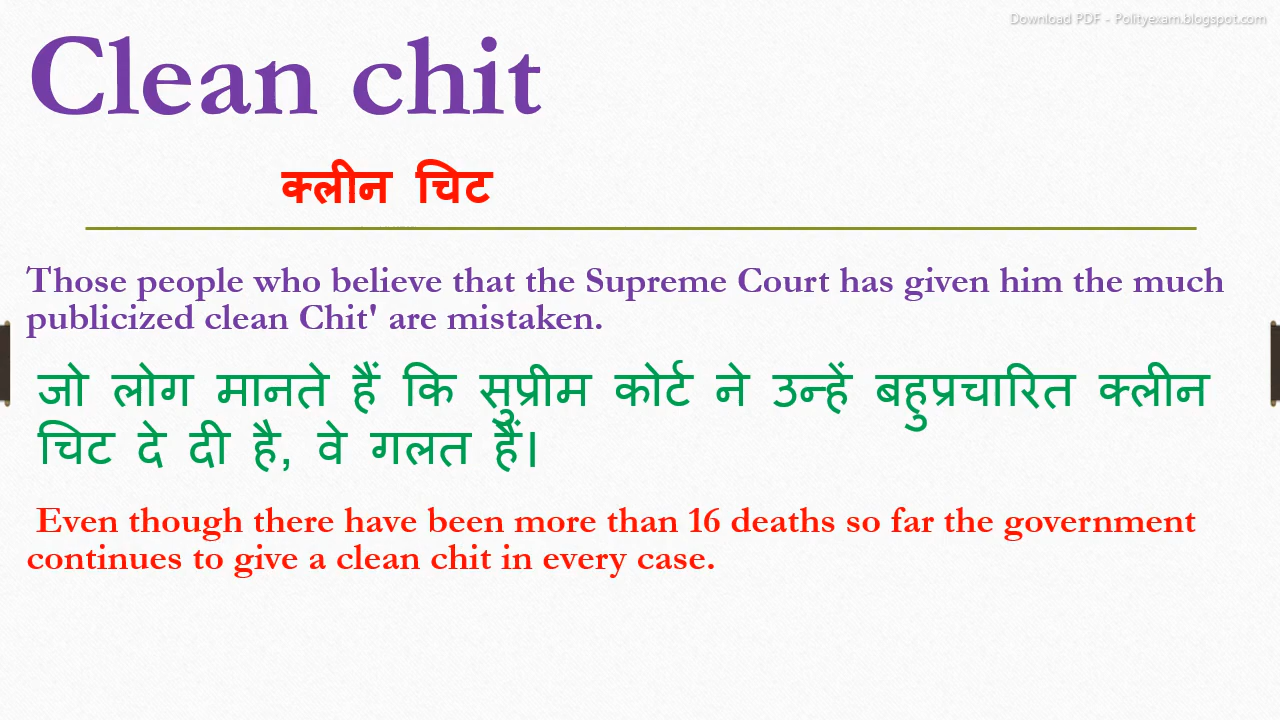 Download PDF - Polityexam.blogspot.com
Clean chit
क्लीन चिट
Those people who believe that the Supreme Court has given him the much
publicized clean Chit' are mistaken.
जो लोग मानते हैं कि सुप्रीम कोर्ट ने उन्हें बहुप्रचारित क्लीन
चिट दे दी है, वे गलत हैं।
Even though there have been more than 16 deaths so far the government
continues to give a clean chit in every case.